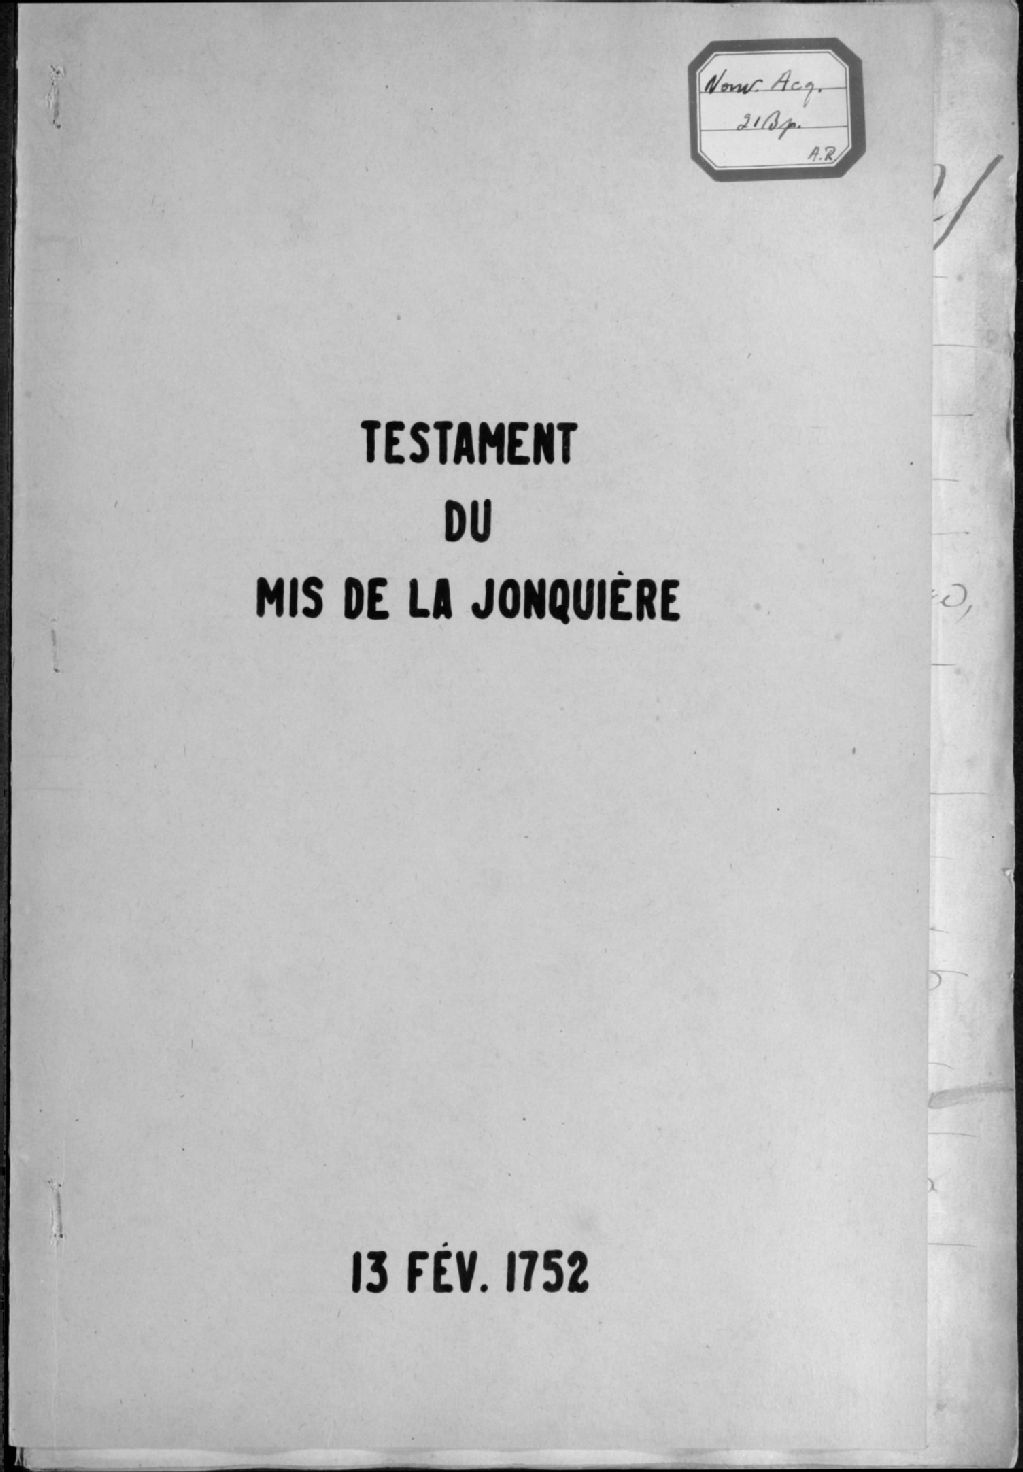 Nouv. Acq.
21Bp.
A.R.
TESTAMENT
DU
MIS DE LA JONQUIÈRE
13 FÉV. 1752